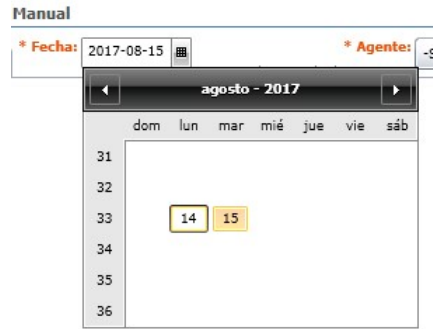 Manual
* Fecha: 2017-08-15 * Agente: -S
agosto - 2017
dom lun mar mié jue vie sáb
31
32
33 14 15
34
35
36